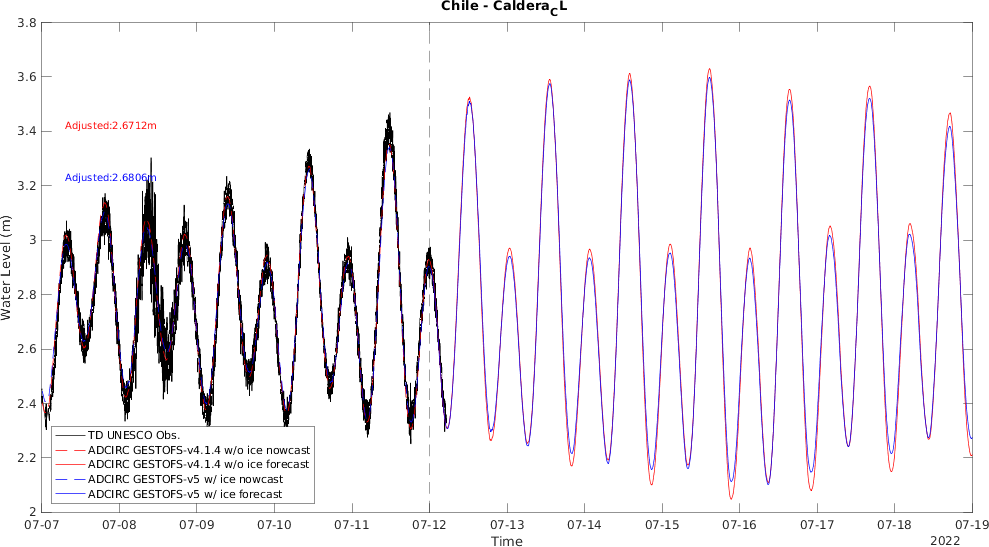 Chile - CalderaCL
3.8
3.6
3.4
3.2
3
2.8
2.6
2.4
2.2
2
Water Level (m)
Adjusted:2.6712m
Adjusted:2.6806m
TD UNESCO Obs.
ADCIRC GESTOFS-v4.1.4 w/o ice nowcast
ADCIRC GESTOFS-v4.1.4 w/o ice forecast
ADCIRC GESTOFS-v5 w/ ice nowcast
ADCIRC GESTOFS-v5 w/ ice forecast
07-07 07-08 07-09 07-10 07-11 07-12 07-13 07-14 07-15 07-16 07-17 07-18 07-19
Time
2022